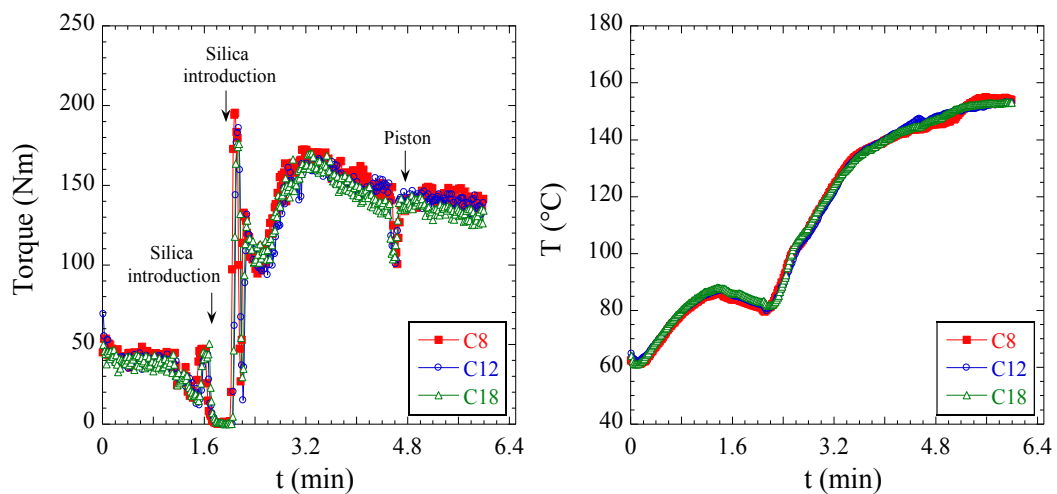 250
200
150
100
50
0
Torque (Nm)
0
1.6
3.2
4.8
6.4
t (min)
Silica
introduction
Silica
introduction
Piston
C8
C12
C18
180
160
140
120
100
80
60
40
T (°C)
0
1.6
3.2
4.8
6.4
t (min)
C8
C12
C18